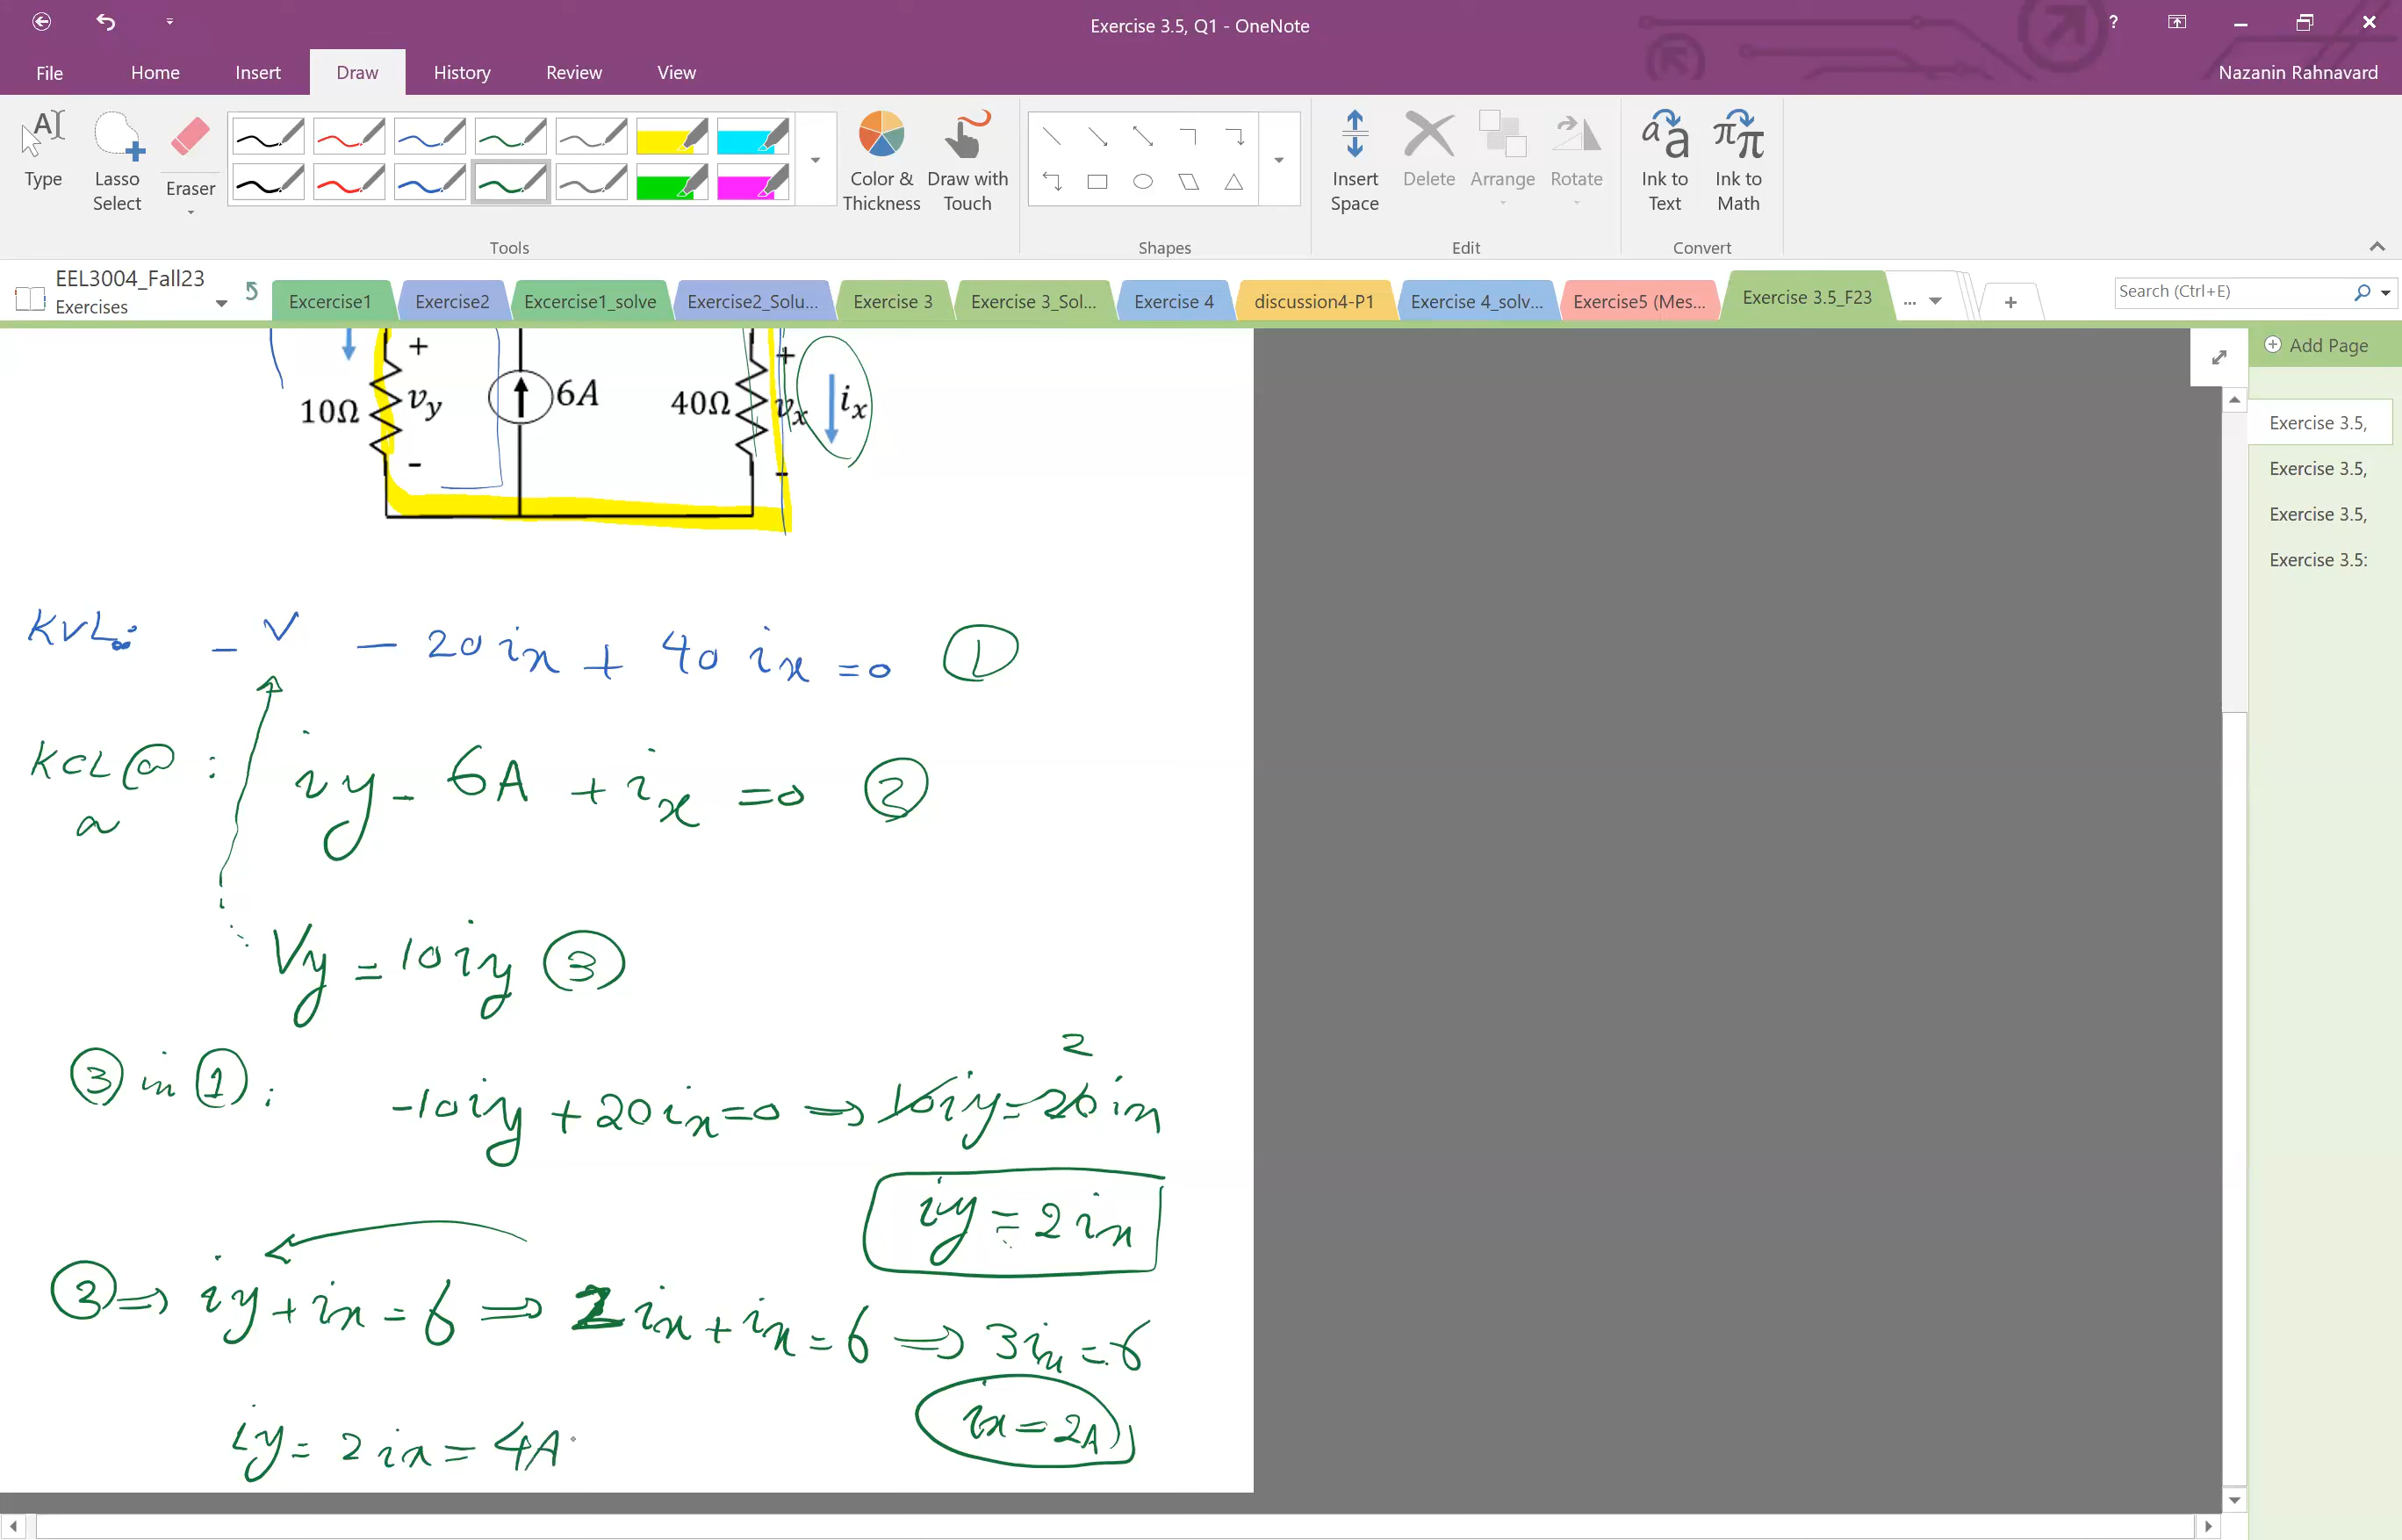 Exercise 3.5, Q1 - OneNote
?
File Home Insert Draw History Review View
Nazanin Rahnavard
Type
Lasso Select
Eraser
Color & Thickness
Draw with Touch
Insert Space
Delete
Arrange
Rotate
Ink to Text
Ink to Math
Tools Shapes Edit Convert
EEL3004_Fall23
Exercises
Excercise1 Exercise2 Excercise1_solve Exercise2_Solu... Exercise 3 Exercise 3_Sol... Exercise 4 discussion4-P1 Exercise 4_solv... Exercise5 (Mes... Exercise 3.5_F23 ... +
Search (Ctrl+E)
Add Page
Exercise 3.5,
Exercise 3.5,
Exercise 3.5,
Exercise 3.5:
+ +
10Ω vy 6A 40Ω vx ix
- -
KVL: - V - 20 ix + 40 ix = 0 ①
KCL @ a : iy - 6A + ix = 0 ②
Vy = 10 iy ③
③ in ① : -10 iy + 20 ix = 0 ⇒ 10 iy = 20 ix
2
iy = 2 ix
③ ⇒ iy + ix = 6 ⇒ 2 ix + ix = 6 ⇒ 3 ix = 6
ix = 2A
iy = 2 ix = 4A